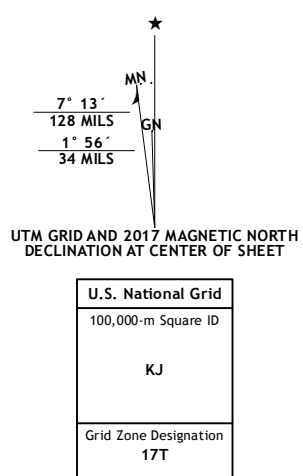 ★
MN
7° 13´
128 MILS
GN
1° 56´
34 MILS
UTM GRID AND 2017 MAGNETIC NORTH
DECLINATION AT CENTER OF SHEET
U.S. National Grid
100,000-m Square ID
KJ
Grid Zone Designation
17T